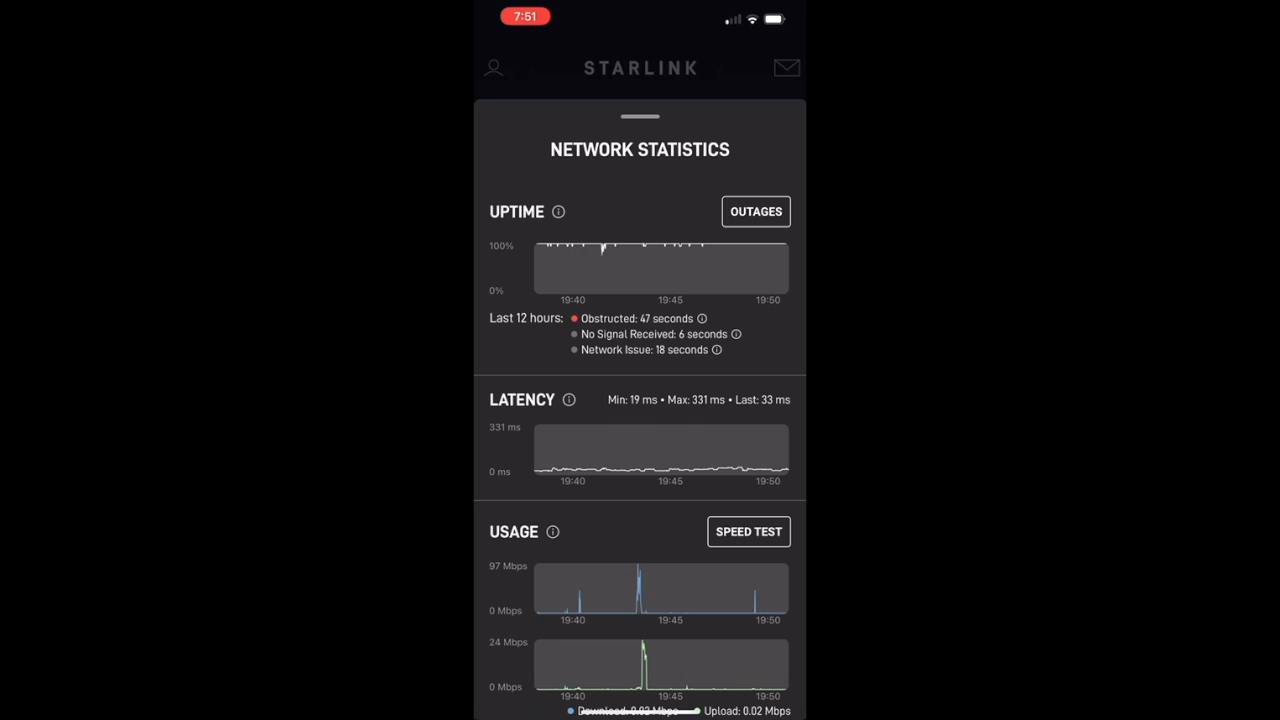 7:51
STARLINK
NETWORK STATISTICS
UPTIME OUTAGES
100%
0%
19:40 19:45 19:50
Last 12 hours: Obstructed: 47 seconds
No Signal Received: 6 seconds
Network Issue: 18 seconds
LATENCY Min: 19 ms • Max: 331 ms • Last: 33 ms
331 ms
0 ms
19:40 19:45 19:50
USAGE SPEED TEST
97 Mbps
0 Mbps
19:40 19:45 19:50
24 Mbps
0 Mbps
19:40 19:45 19:50
Download: 0.03 Mbps Upload: 0.02 Mbps